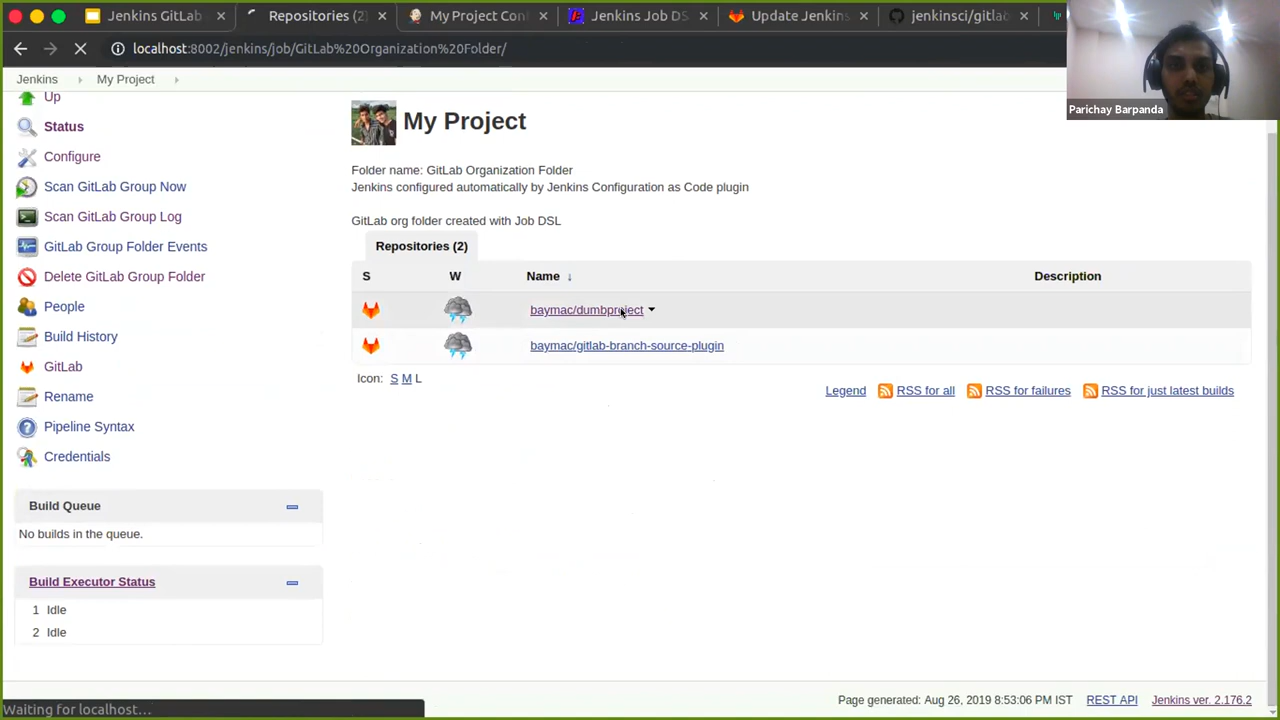 Jenkins GitLab
Repositories (2)
My Project Con
Jenkins Job DS
Update Jenkins
jenkinsci/gitlab
localhost:8002/jenkins/job/GitLab%20Organization%20Folder/
Parichay Barpanda
Jenkins
My Project
Up
Status
Configure
Scan GitLab Group Now
Scan GitLab Group Log
GitLab Group Folder Events
Delete GitLab Group Folder
People
Build History
GitLab
Rename
Pipeline Syntax
Credentials
Build Queue
No builds in the queue.
Build Executor Status
1 Idle
2 Idle
My Project
Folder name: GitLab Organization Folder
Jenkins configured automatically by Jenkins Configuration as Code plugin
GitLab org folder created with Job DSL
Repositories (2)
S W Name ↓ Description
baymac/dumbproject
baymac/gitlab-branch-source-plugin
Icon: S M L
Legend RSS for all RSS for failures RSS for just latest builds
Waiting for localhost...
Page generated: Aug 26, 2019 8:53:06 PM IST REST API Jenkins ver. 2.176.2